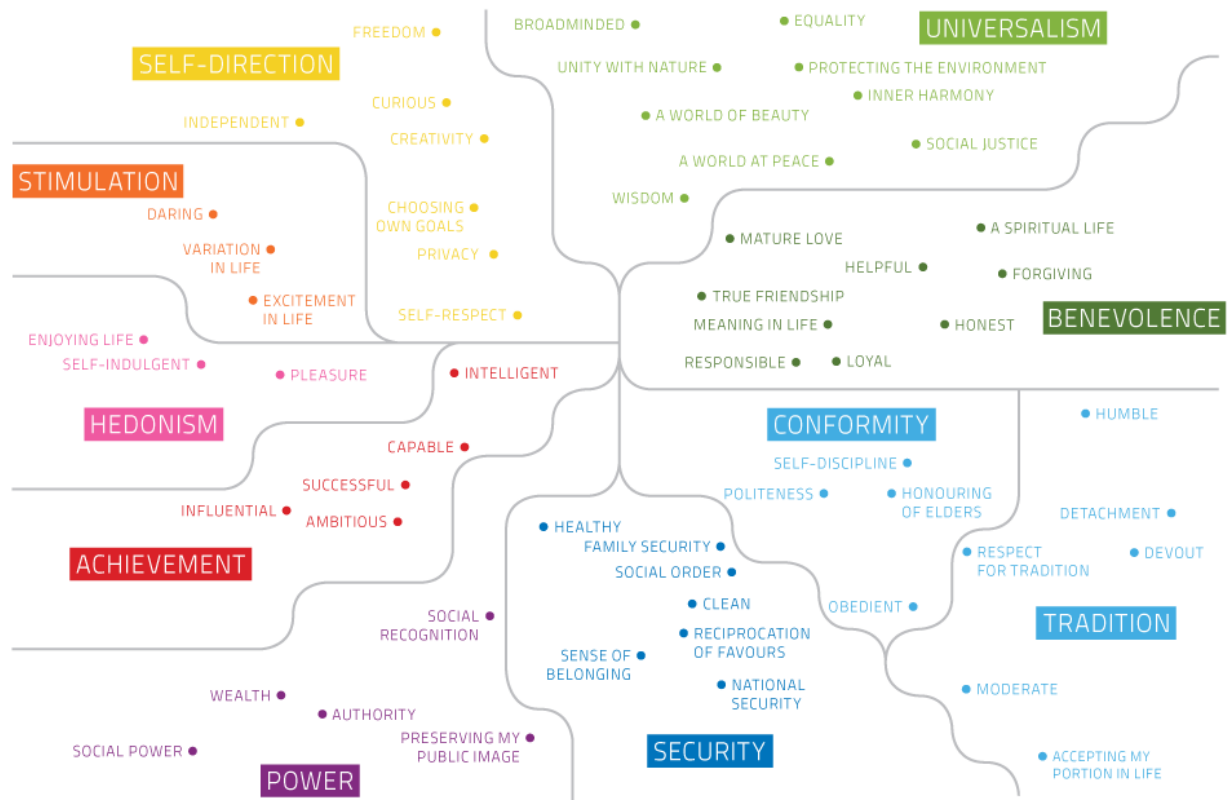 FREEDOM
SELF-DIRECTION
CURIOUS
INDEPENDENT
CREATIVITY
CHOOSING
OWN GOALS
PRIVACY
SELF-RESPECT
BROADMINDED
EQUALITY
UNIVERSALISM
UNITY WITH NATURE
PROTECTING THE ENVIRONMENT
INNER HARMONY
A WORLD OF BEAUTY
SOCIAL JUSTICE
A WORLD AT PEACE
WISDOM
STIMULATION
DARING
VARIATION
IN LIFE
EXCITEMENT
IN LIFE
MATURE LOVE
A SPIRITUAL LIFE
HELPFUL
FORGIVING
TRUE FRIENDSHIP
MEANING IN LIFE
HONEST
BENEVOLENCE
RESPONSIBLE
LOYAL
ENJOYING LIFE
SELF-INDULGENT
PLEASURE
HEDONISM
INTELLIGENT
CAPABLE
SUCCESSFUL
INFLUENTIAL
AMBITIOUS
ACHIEVEMENT
CONFORMITY
SELF-DISCIPLINE
POLITENESS
HONOURING
OF ELDERS
OBEDIENT
HUMBLE
DETACHMENT
RESPECT
FOR TRADITION
DEVOUT
TRADITION
MODERATE
ACCEPTING MY
PORTION IN LIFE
HEALTHY
FAMILY SECURITY
SOCIAL ORDER
CLEAN
RECIPROCATION
OF FAVOURS
SENSE OF
BELONGING
NATIONAL
SECURITY
SECURITY
SOCIAL
RECOGNITION
WEALTH
AUTHORITY
PRESERVING MY
PUBLIC IMAGE
SOCIAL POWER
POWER